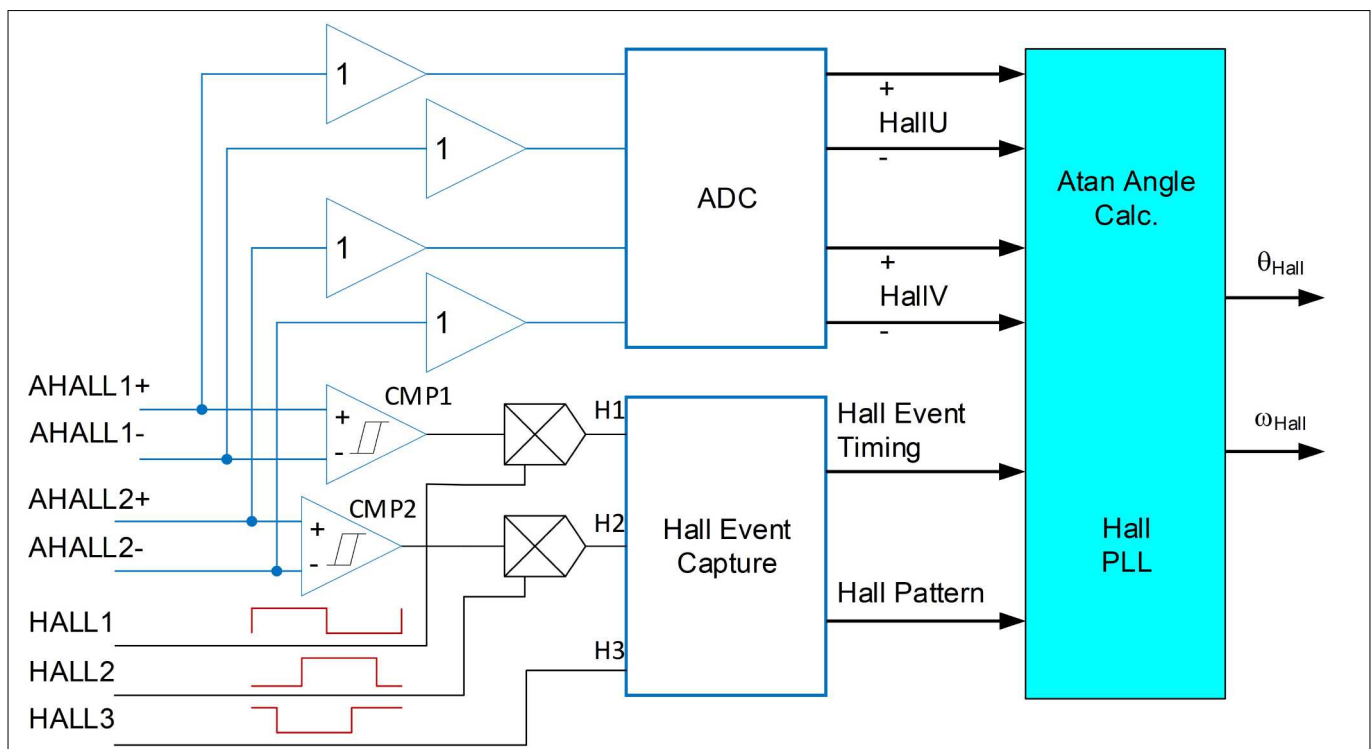 1
1
1
1
ADC
+
HallU
-
+
HallV
-
Atan Angle
Calc.
Hall
PLL
θHall
ωHall
AHALL1+
AHALL1-
AHALL2+
AHALL2-
+
-
CMP1
+
-
CMP2
H1
H2
H3
Hall Event
Capture
Hall Event
Timing
Hall Pattern
HALL1
HALL2
HALL3